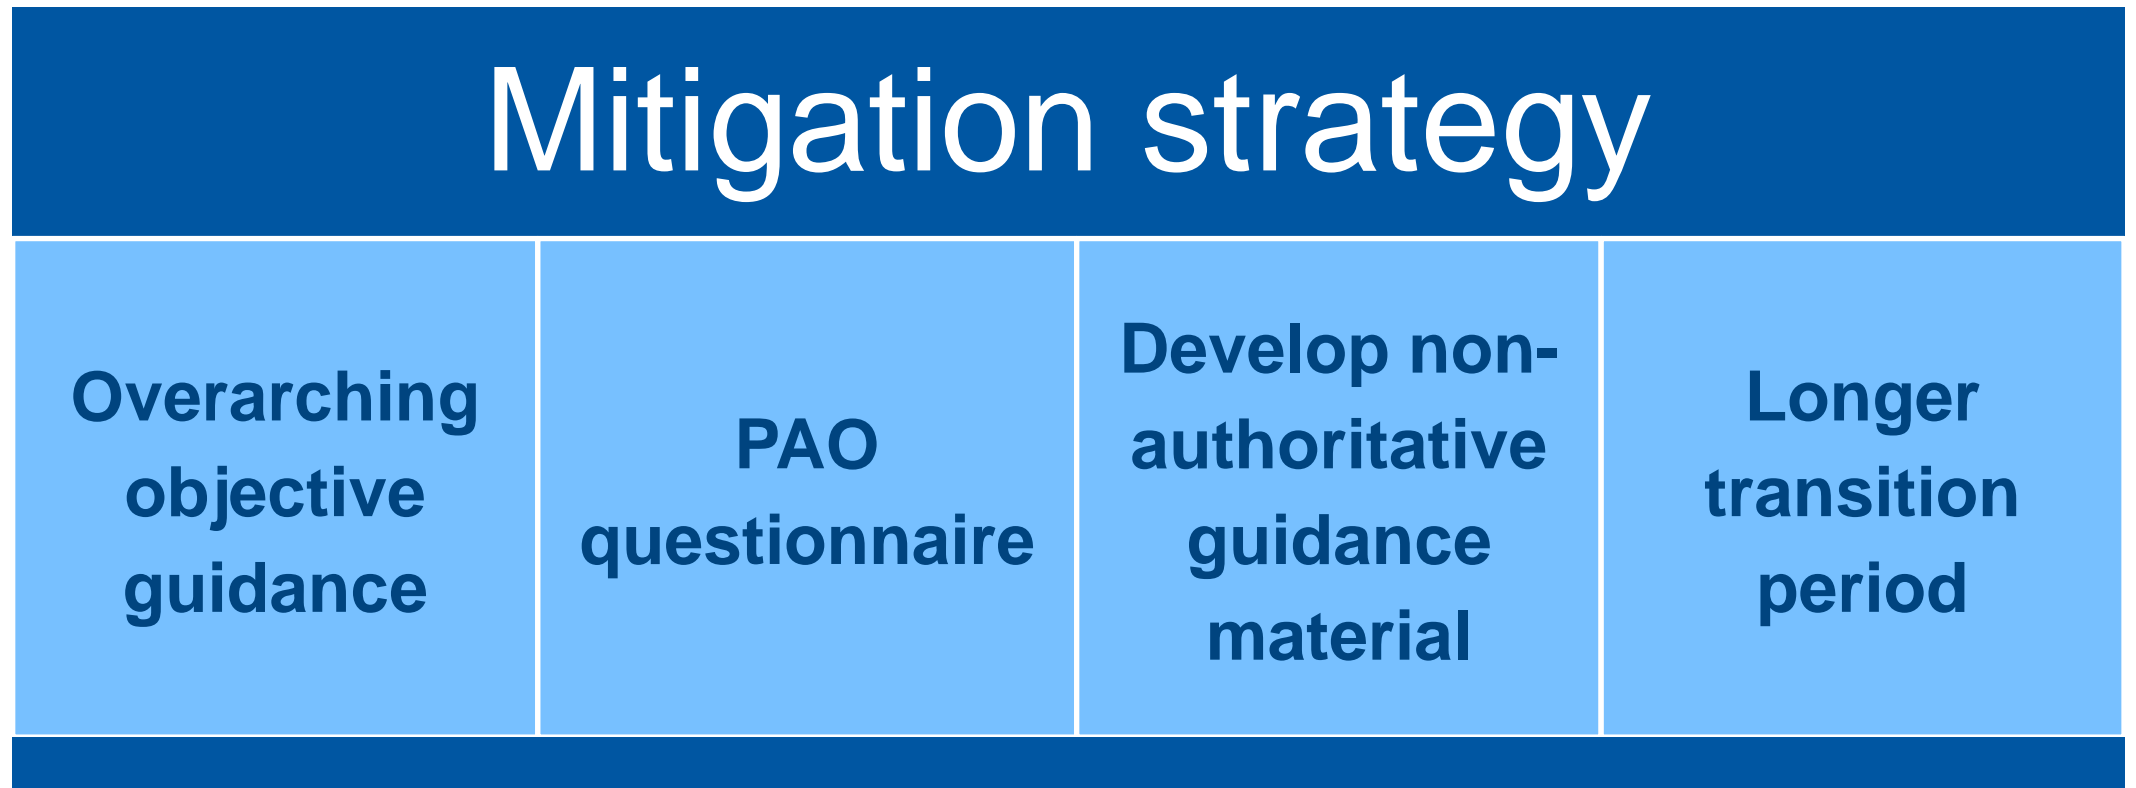 Mitigation strategy
Overarching
objective
guidance
PAO
questionnaire
Develop non-
authoritative
guidance
material
Longer
transition
period